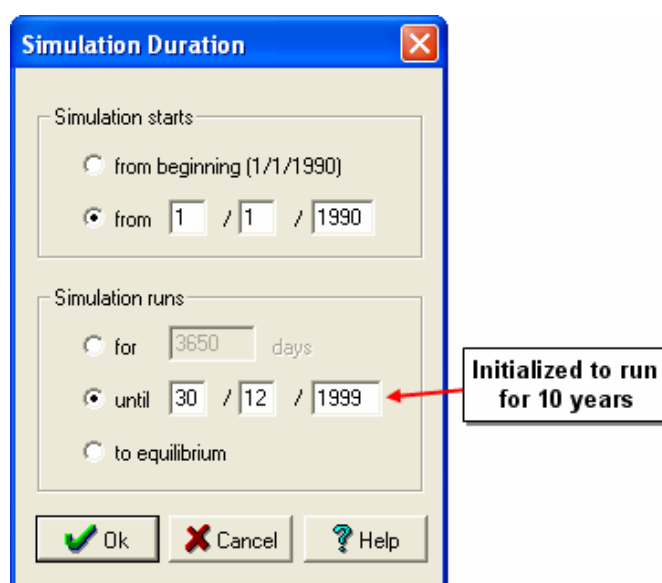 Simulation Duration
Simulation starts
from beginning (1/1/1990)
from 1 / 1 / 1990
Simulation runs
for 3650 days
until 30 / 12 / 1999
to equilibrium
Initialized to run
for 10 years
Ok Cancel Help